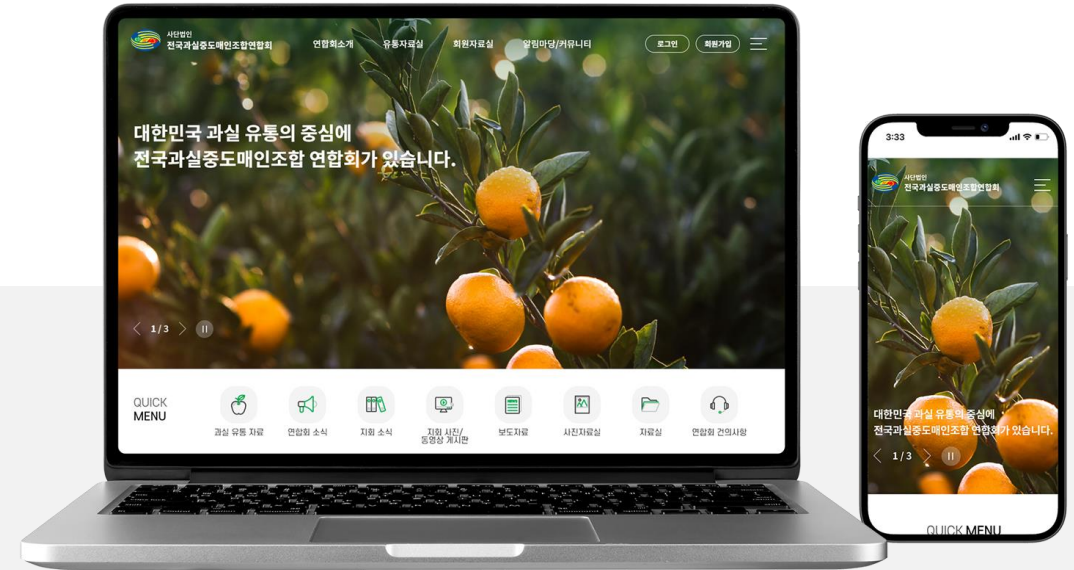 사단법인
전국과실중도매인조합연합회
연합회소개
유통자료실
회원자료실
알림마당/커뮤니티
로그인
회원가입
대한민국 과실 유통의 중심에
전국과실중도매인조합 연합회가 있습니다.
1/3
QUICK
MENU
과실 유통 자료
연합회 소식
지회 소식
지회 사진/
동영상 게시판
보도자료
사진자료실
자료실
연합회 건의사항
3:33
사단법인
전국과실중도매인조합연합회
대한민국 과실 유통의 중심에
전국과실중도매인조합 연합회가 있습니다.
1/3
QUICK MENU